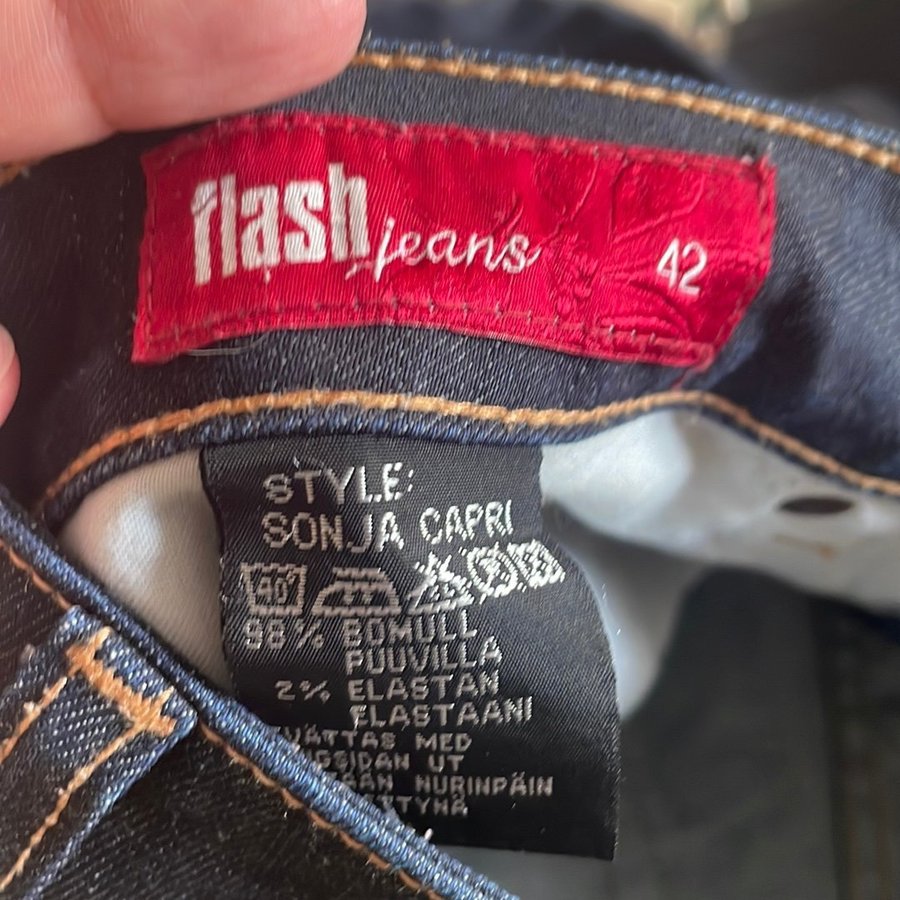 flash jeans 42
STYLE:
SONJA CAPRI
40°
98% BOMULL
PUUVILLA
2% ELASTAN
ELASTAANI
MED
UT
NURINPÄIN